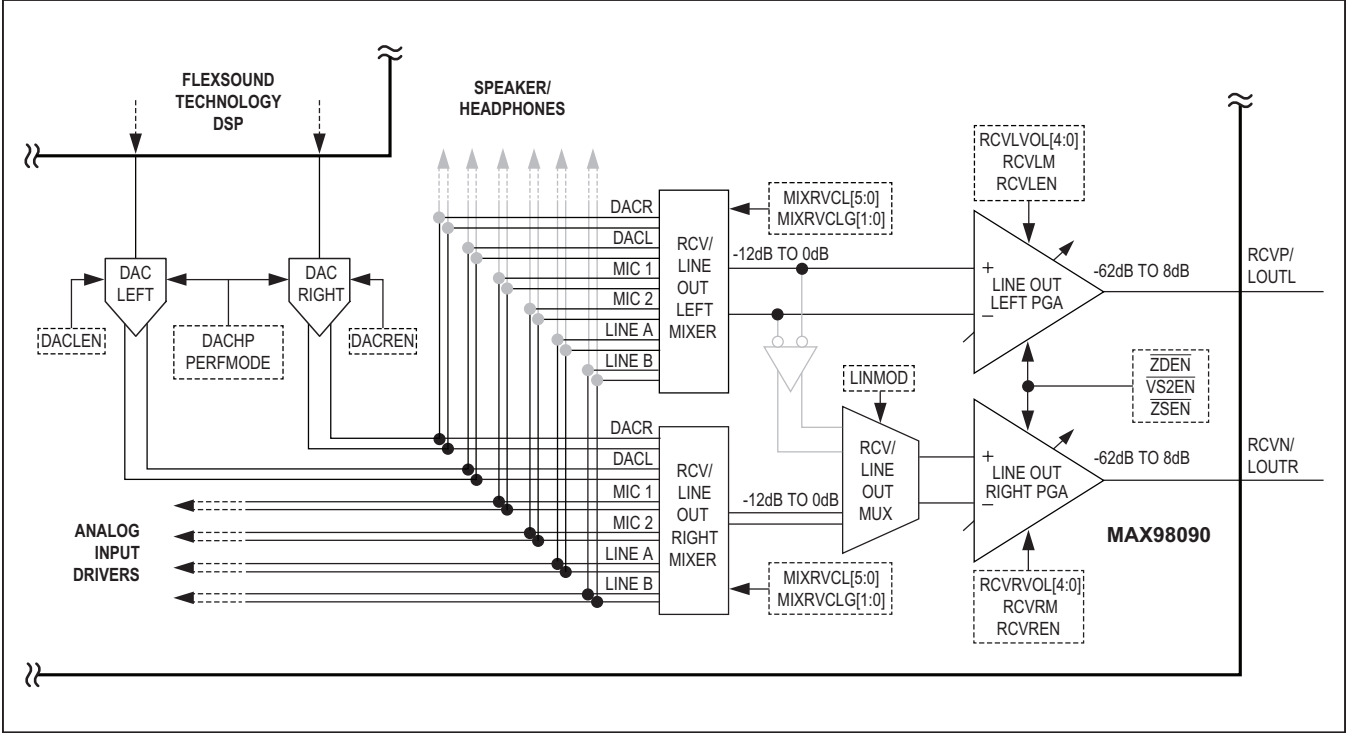 FLEXSOUND
TECHNOLOGY
DSP
SPEAKER/
HEADPHONES
DAC
LEFT
DAC
RIGHT
DACLEN
DACHP
PERFMODE
DACREN
ANALOG
INPUT
DRIVERS
DACR
DACL
MIC 1
MIC 2
LINE A
LINE B
RCV/
LINE
OUT
LEFT
MIXER
MIXRVCL[5:0]
MIXRVCLG[1:0]
-12dB TO 0dB
DACR
DACL
MIC 1
MIC 2
LINE A
LINE B
RCV/
LINE
OUT
RIGHT
MIXER
-12dB TO 0dB
MIXRVCL[5:0]
MIXRVCLG[1:0]
LINMOD
RCV/
LINE
OUT
MUX
RCVLVOL[4:0]
RCVLM
RCVLEN
+
LINE OUT
LEFT PGA
–
-62dB TO 8dB
RCVP/
LOUTL
ZDEN
VS2EN
ZSEN
+
LINE OUT
RIGHT PGA
–
-62dB TO 8dB
RCVN/
LOUTR
MAX98090
RCVRVOL[4:0]
RCVRM
RCVREN